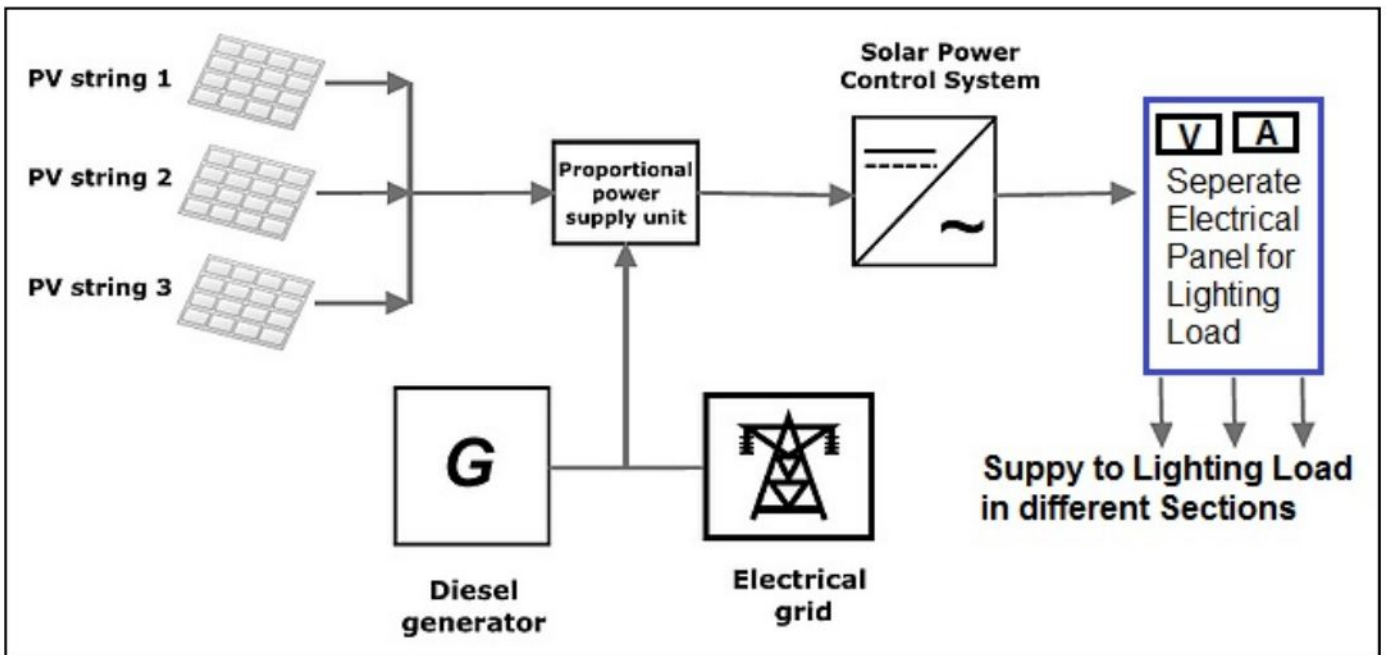 PV string 1
PV string 2
PV string 3
Proportional
power
supply unit
Solar Power
Control System
~
V A
Seperate
Electrical
Panel for
Lighting
Load
G
Diesel
generator
Electrical
grid
Suppy to Lighting Load
in different Sections